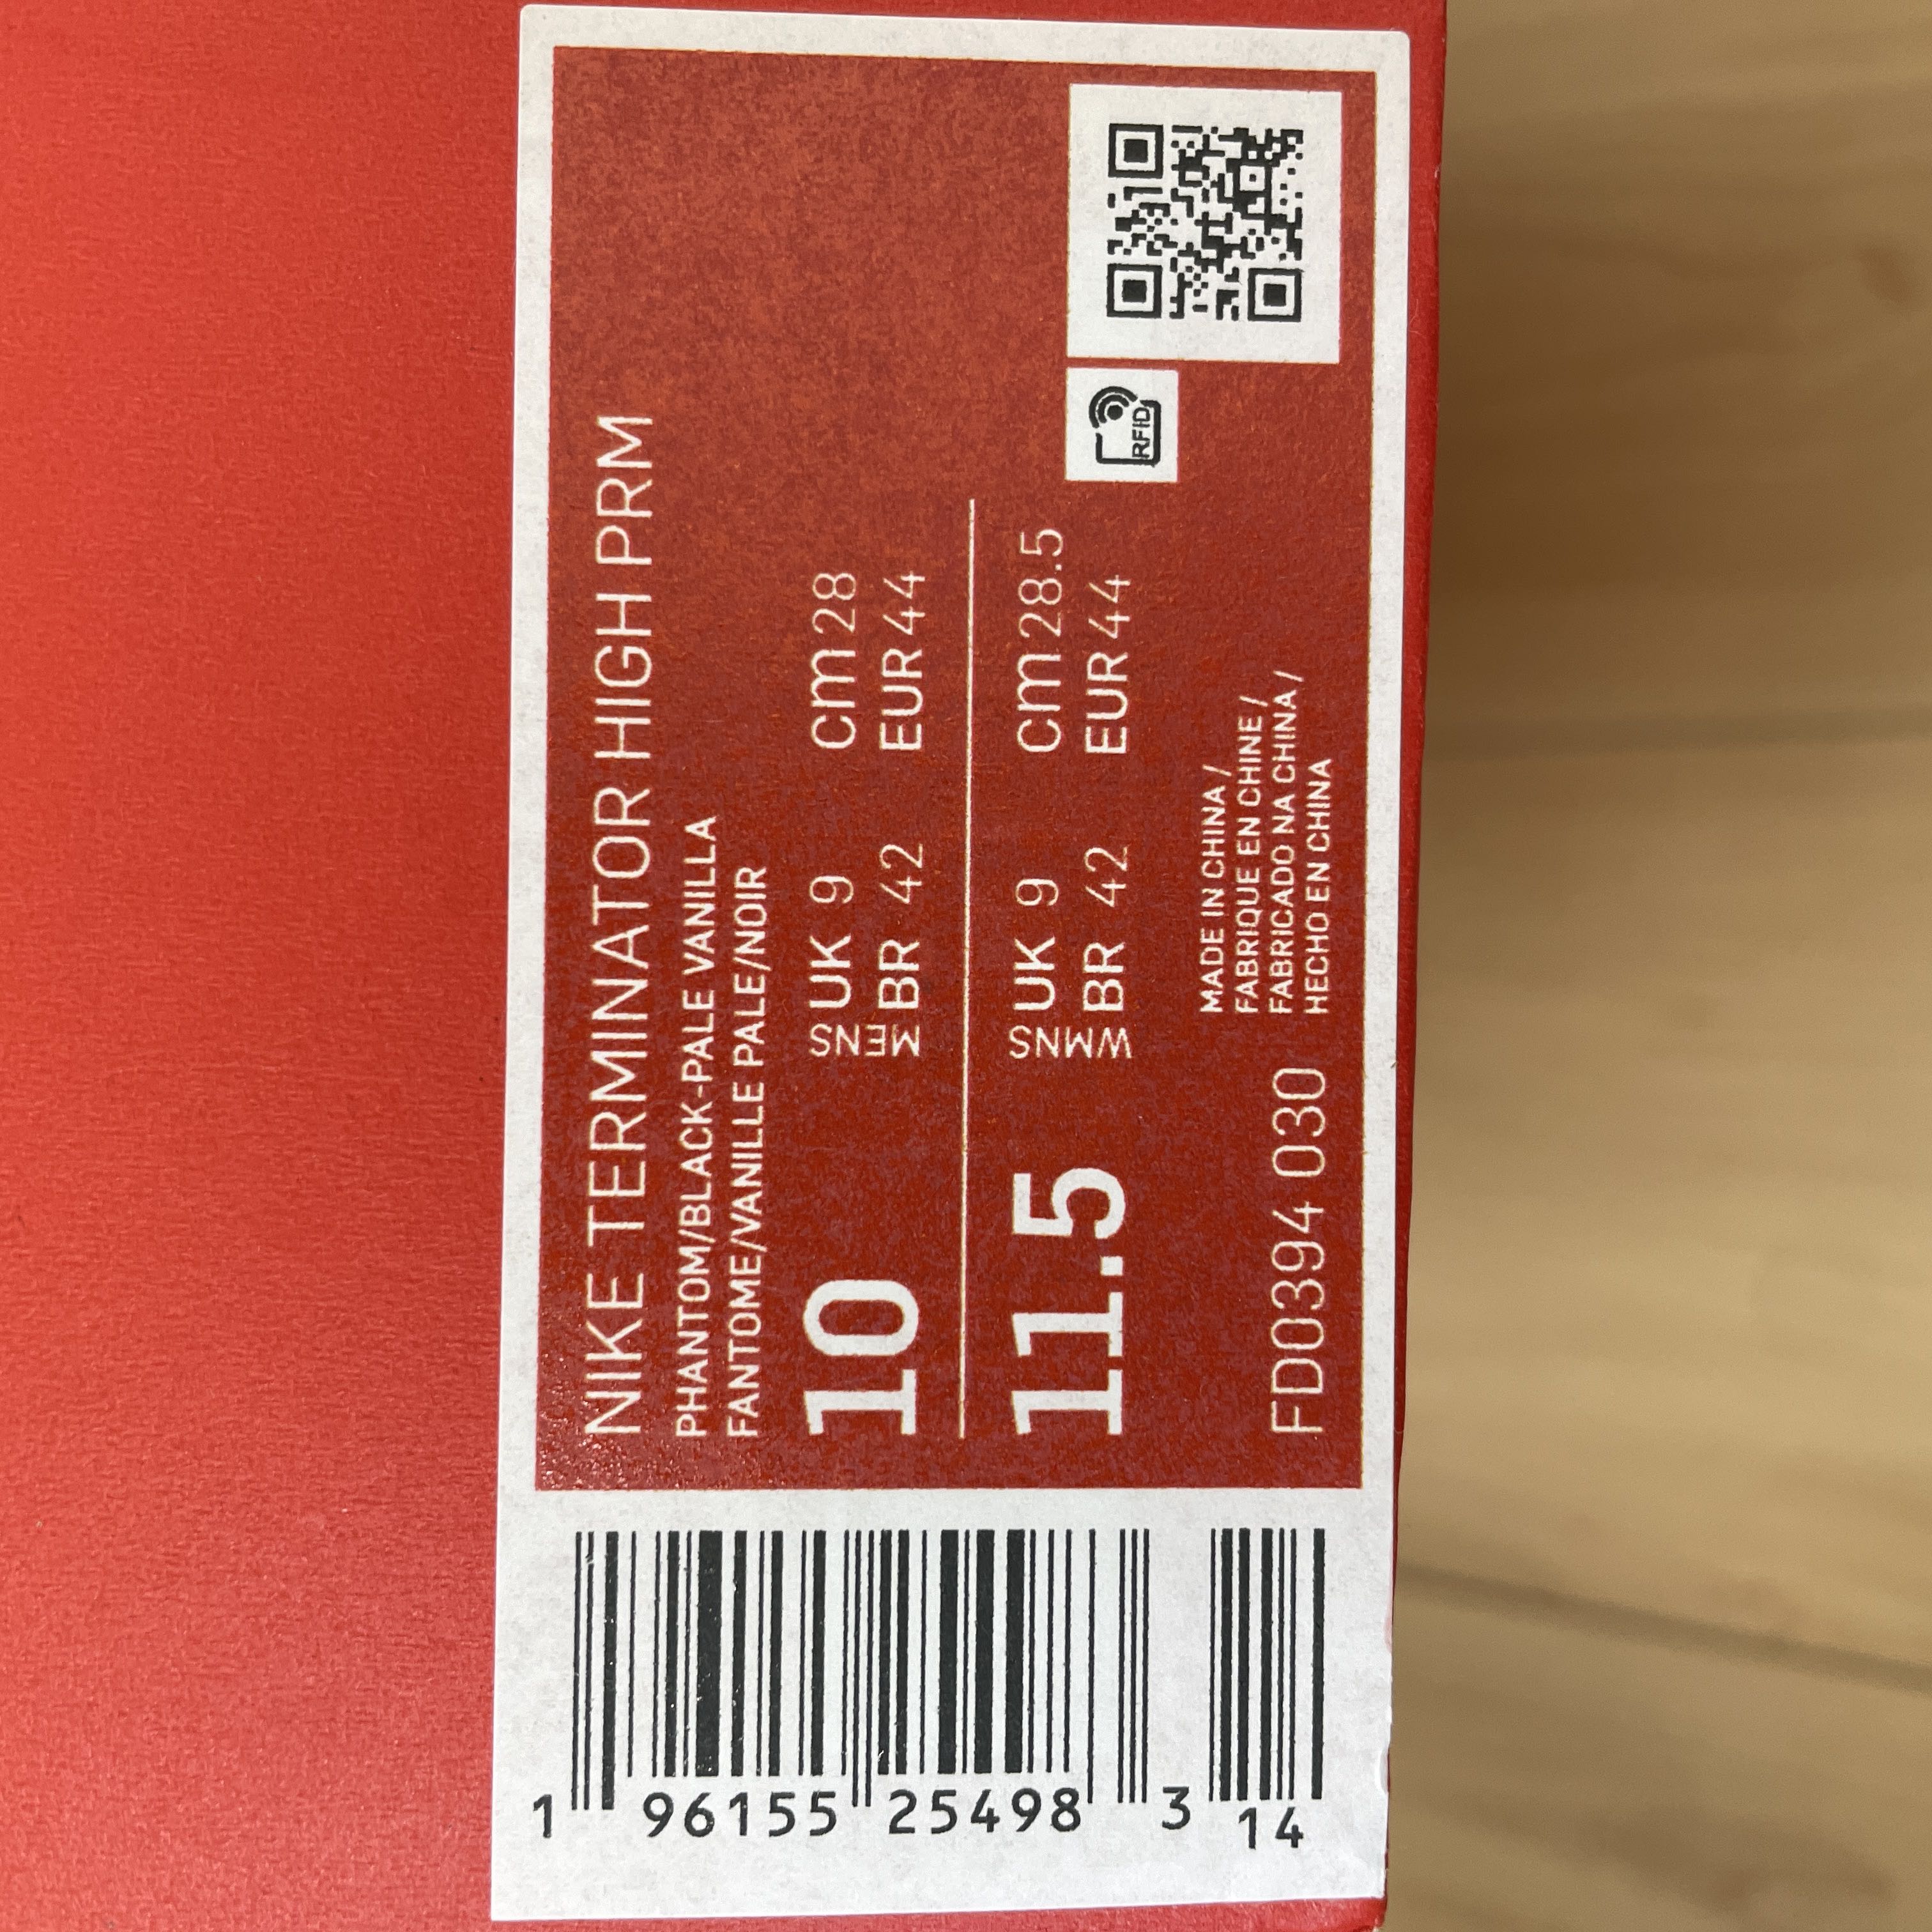 NIKE TERMINATOR HIGH PRM
PHANTOM/BLACK-PALE VANILLA
FANTOME/VANILLE PALE/NOIR
10 MENS UK 9 cm 28
BR 42 EUR 44
11.5 WMNS UK 9 cm 28.5
BR 42 EUR 44
RFID
MADE IN CHINA /
FABRIQUE EN CHINE /
FABRICADO NA CHINA /
HECHO EN CHINA
FD0394 030
1 96155 25498 3 14